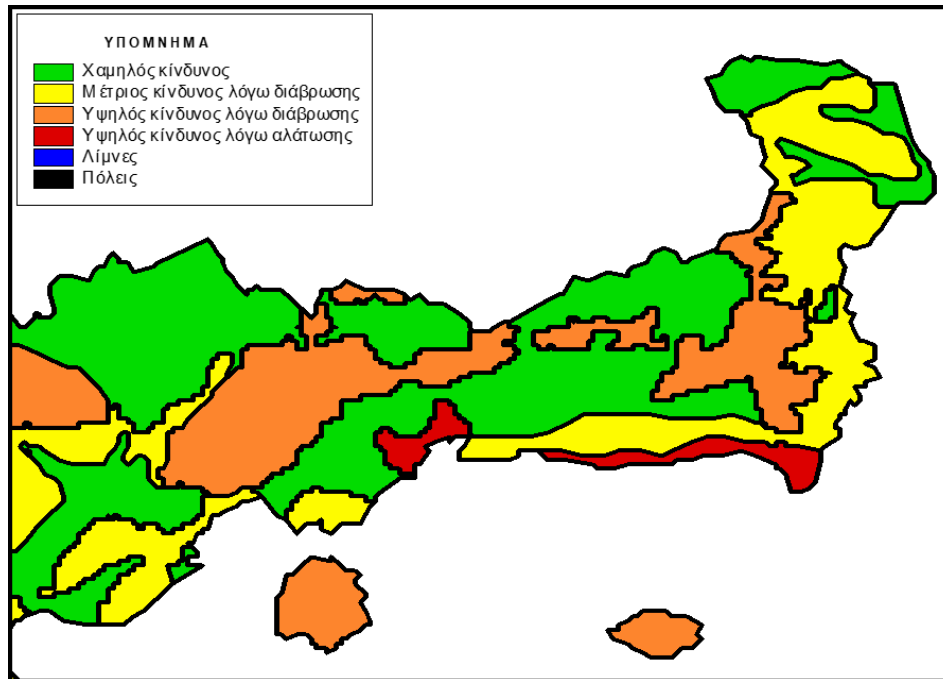 ΥΠΟΜΝΗΜΑ
Χαμηλός κίνδυνος
Μέτριος κίνδυνος λόγω διάβρωσης
Υψηλός κίνδυνος λόγω διάβρωσης
Υψηλός κίνδυνος λόγω αλάτωσης
Λίμνες
Πόλεις